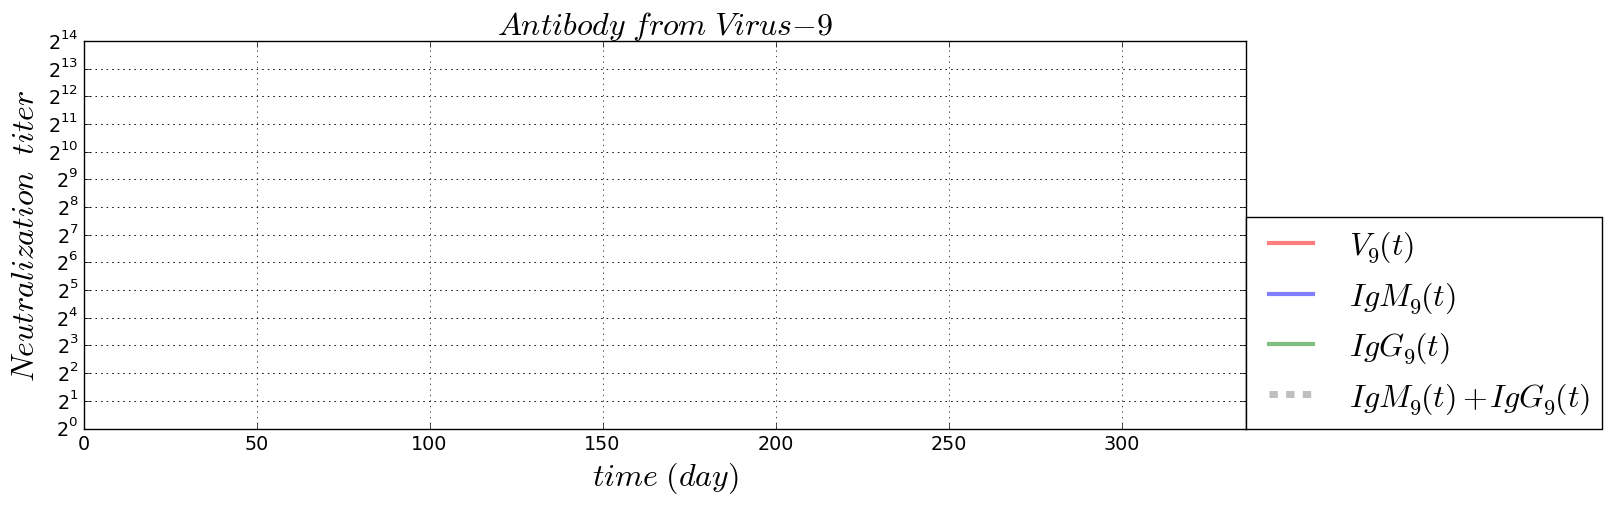 Antibody from Virus−9
Neutralization titer
2^14
2^13
2^12
2^11
2^10
2^9
2^8
2^7
2^6
2^5
2^4
2^3
2^2
2^1
2^0
0 50 100 150 200 250 300
time (day)
V_9(t)
IgM_9(t)
IgG_9(t)
IgM_9(t) + IgG_9(t)